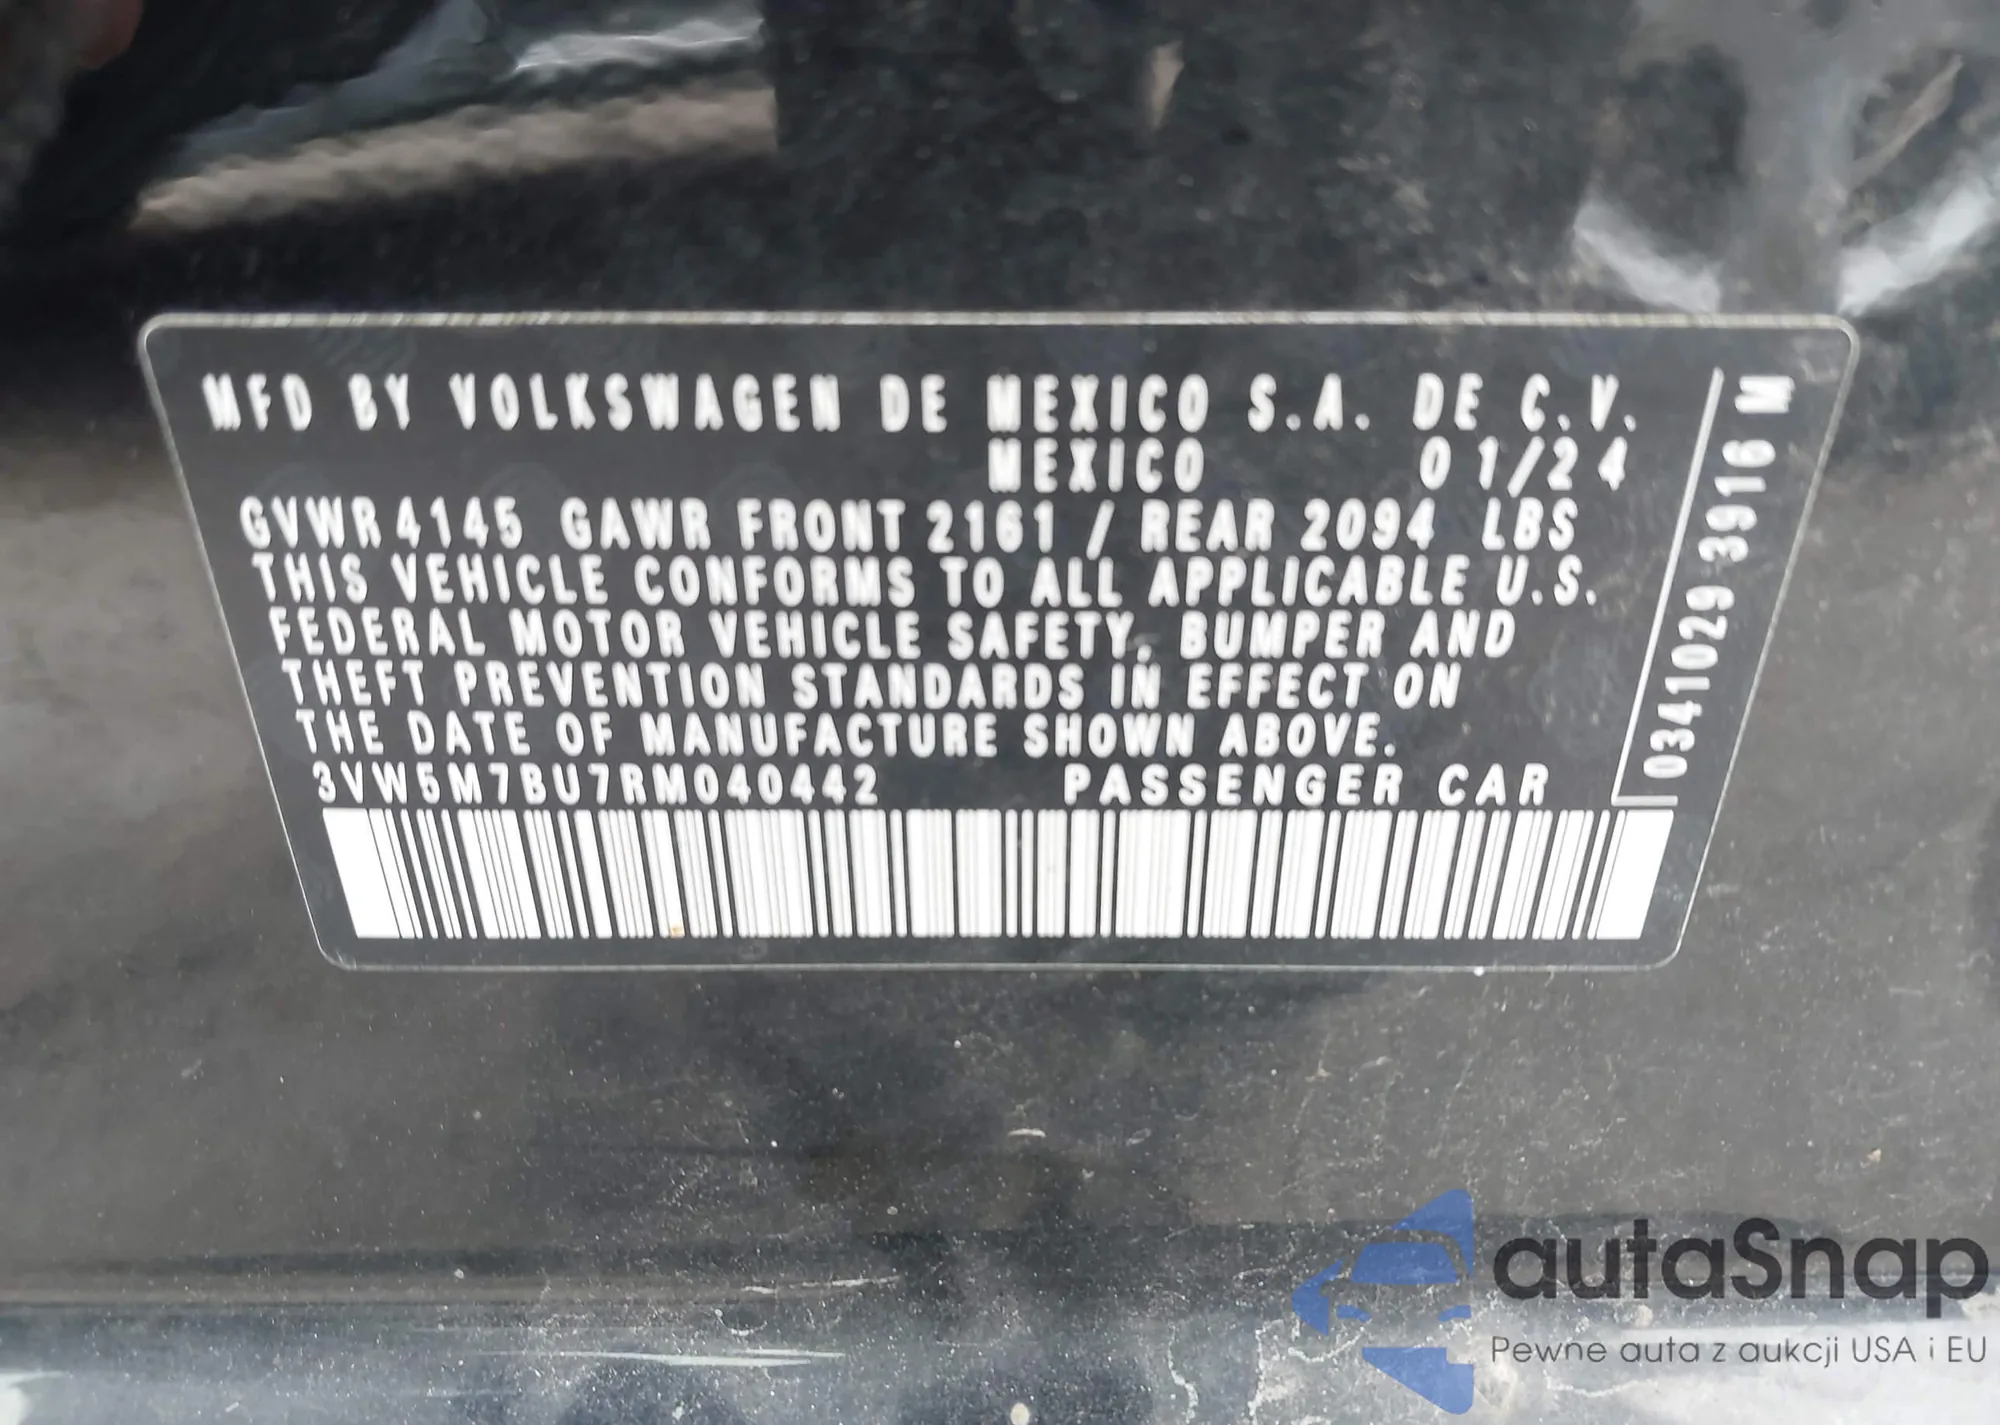 MFD BY VOLKSWAGEN DE MEXICO S.A. DE C.V.
MEXICO 01/24
GVWR 4145 GAWR FRONT 2161 / REAR 2094 LBS
THIS VEHICLE CONFORMS TO ALL APPLICABLE U.S.
FEDERAL MOTOR VEHICLE SAFETY, BUMPER AND
THEFT PREVENTION STANDARDS IN EFFECT ON
THE DATE OF MANUFACTURE SHOWN ABOVE.
3VW5M7BU7RM040442 PASSENGER CAR
0341029 3916 M
autaSnap
Pewne auta z aukcji USA i EU